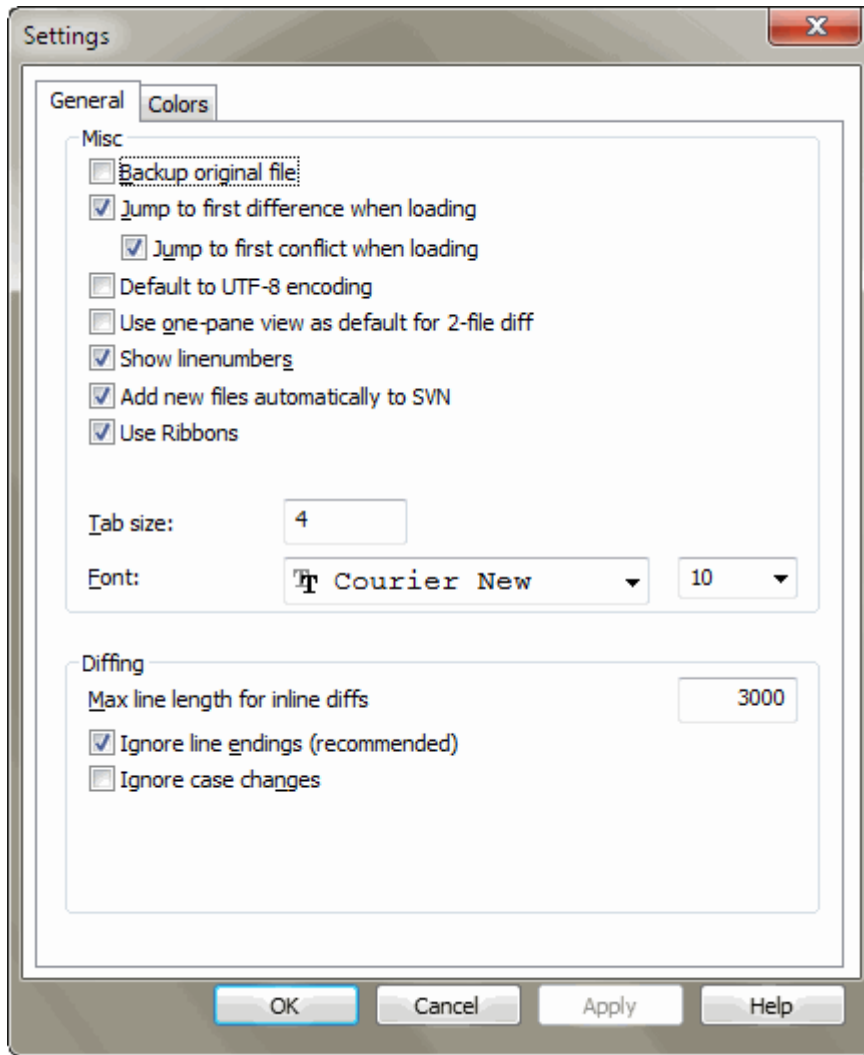 Settings
General
Colors
Misc
Backup original file
Jump to first difference when loading
Jump to first conflict when loading
Default to UTF-8 encoding
Use one-pane view as default for 2-file diff
Show linenumbers
Add new files automatically to SVN
Use Ribbons
Tab size: 4
Font: Courier New 10
Diffing
Max line length for inline diffs 3000
Ignore line endings (recommended)
Ignore case changes
OK Cancel Apply Help